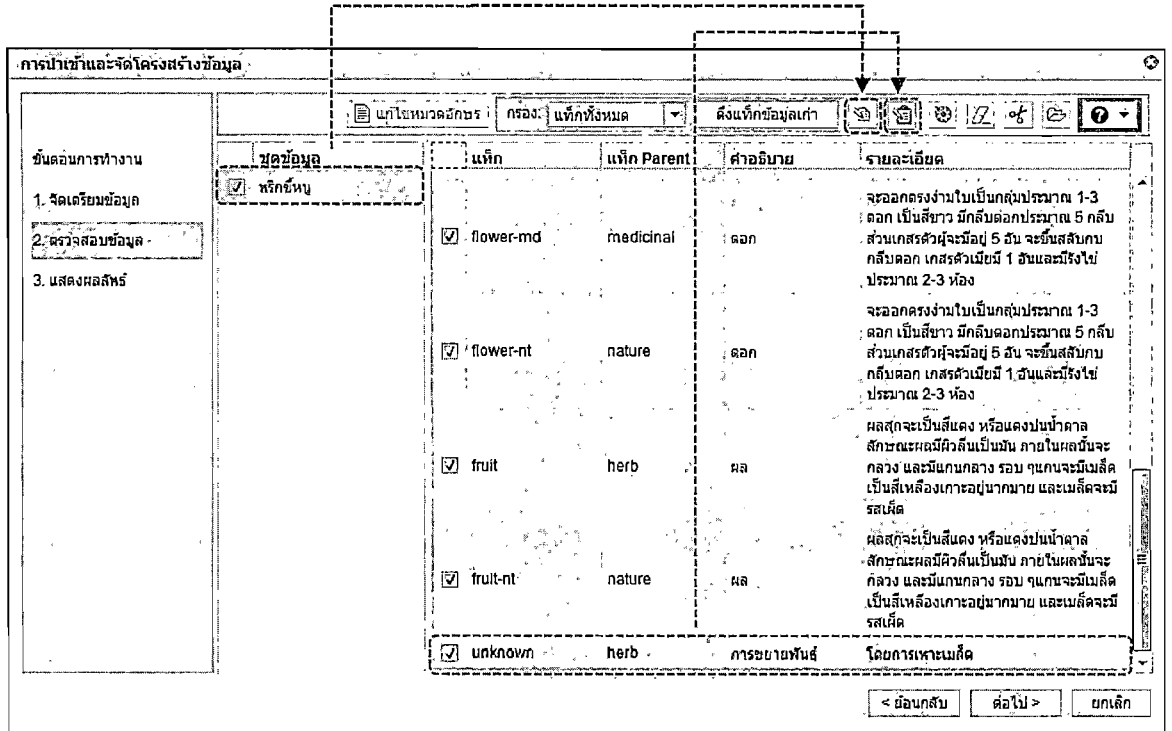 การนำเข้าและจัดโครงสร้างข้อมูล
แก้ไขหมวดอักษร กรอง: แท็กทั้งหมด ดึงแท็กข้อมูลเก่า
ขั้นตอนการทำงาน
1. จัดเตรียมข้อมูล
2. ตรวจสอบข้อมูล
3. แสดงผลลัพธ์
ชุดข้อมูล
พริกขี้หนู
แท็ก แท็ก Parent คำอธิบาย รายละเอียด
flower-md medicinal ดอก
จะออกตรงง่ามใบเป็นกลุ่มประมาณ 1-3
ดอก เป็นสีขาว มีกลีบดอกประมาณ 5 กลีบ
ส่วนเกสรตัวผู้จะมีอยู่ 5 อัน จะขึ้นสลับกบ
กลีบดอก เกสรตัวเมียมี 1 อันและมีรังไข่
ประมาณ 2-3 ห้อง
flower-nt nature ดอก
จะออกตรงง่ามใบเป็นกลุ่มประมาณ 1-3
ดอก เป็นสีขาว มีกลีบดอกประมาณ 5 กลีบ
ส่วนเกสรตัวผู้จะมีอยู่ 5 อัน จะขึ้นสลับกบ
กลีบดอก เกสรตัวเมียมี 1 อันและมีรังไข่
ประมาณ 2-3 ห้อง
fruit herb ผล
ผลสุกจะเป็นสีแดง หรือแดงปนน้ำตาล
ลักษณะผลมีผิวลื่นเป็นมัน ภายในผลนั้นจะ
กลวง และมีแกนกลาง รอบ ๆแกนจะมีเมล็ด
เป็นสีเหลืองเกาะอยู่มากมาย และเมล็ดจะมี
รสเผ็ด
fruit-nt nature ผล
ผลสุกจะเป็นสีแดง หรือแดงปนน้ำตาล
ลักษณะผลมีผิวลื่นเป็นมัน ภายในผลนั้นจะ
กลวง และมีแกนกลาง รอบ ๆแกนจะมีเมล็ด
เป็นสีเหลืองเกาะอยู่มากมาย และเมล็ดจะมี
รสเผ็ด
unknown herb การขยายพันธุ์ โดยการเพาะเมล็ด
< ย้อนกลับ ต่อไป > ยกเลิก